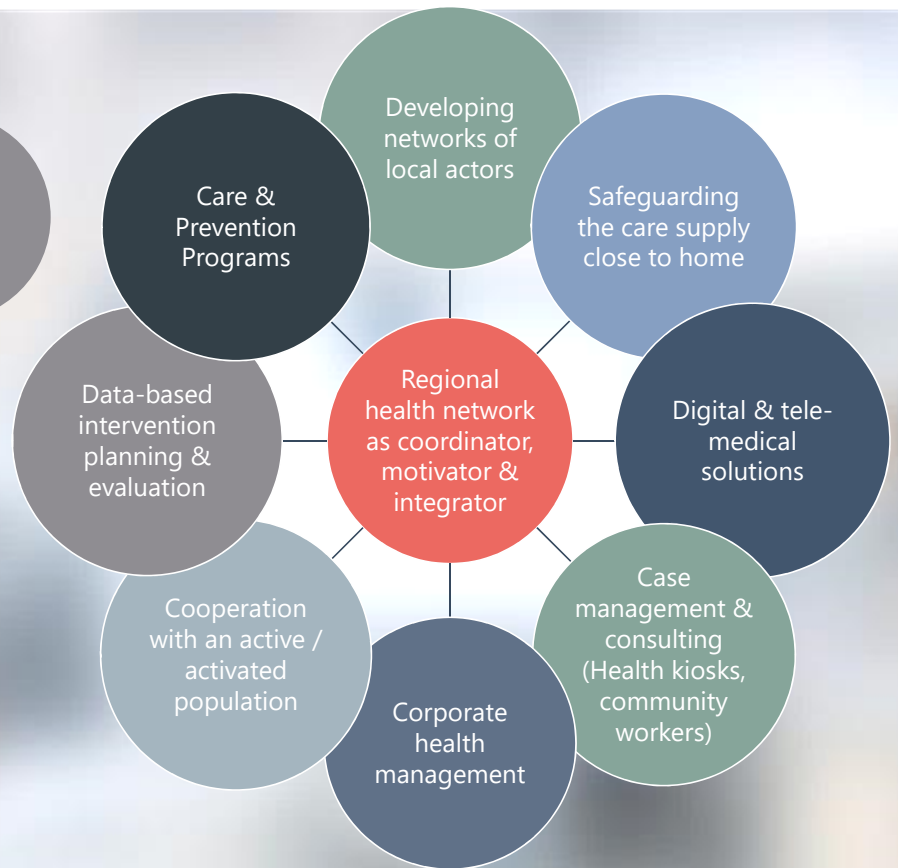 Developing
networks of
local actors
Care &
Prevention
Programs
Safeguarding
the care supply
close to home
Regional
health network
as coordinator,
motivator &
integrator
Data-based
intervention
planning &
evaluation
Digital & tele-
medical
solutions
Case
management &
consulting
(Health kiosks,
community
workers)
Cooperation
with an active /
activated
population
Corporate
health
management